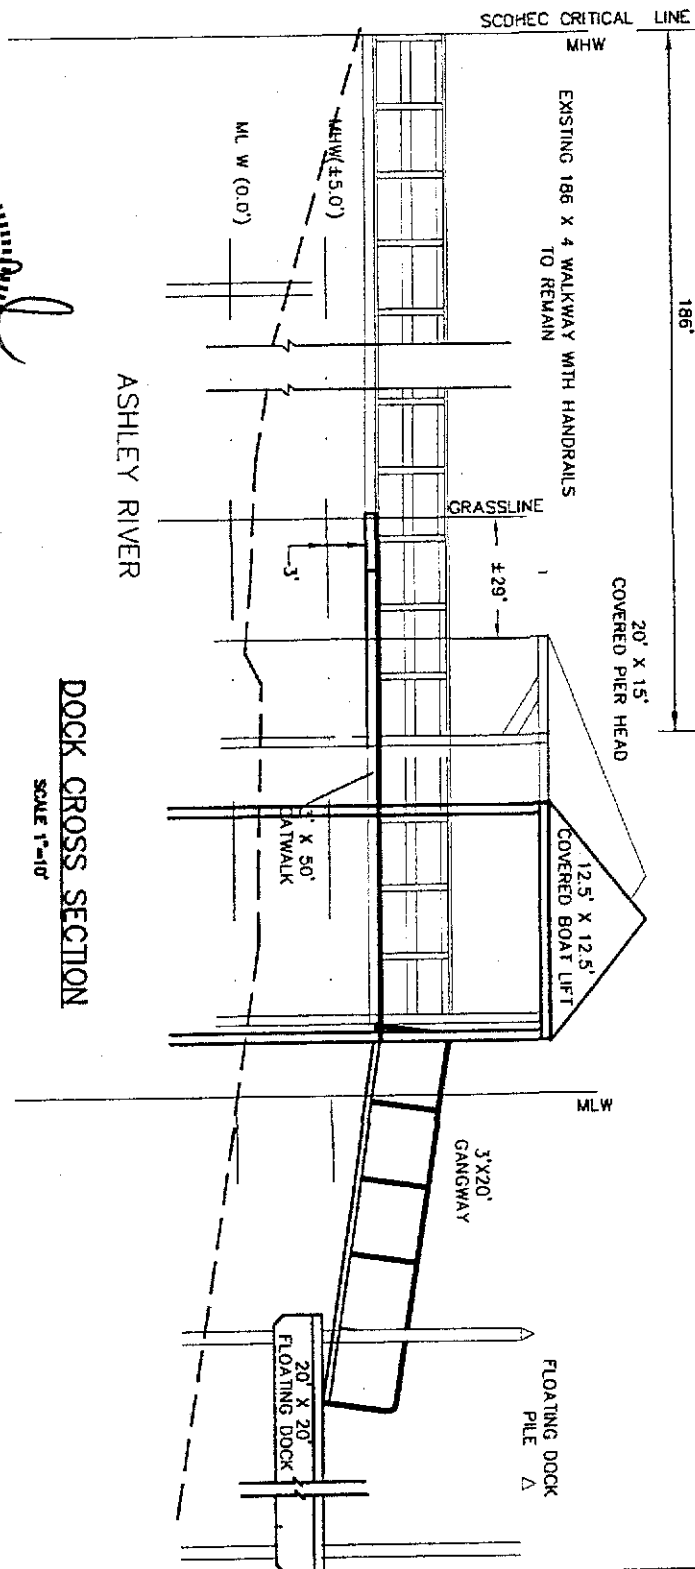 SCDHEC CRITICAL LINE
MHW
186'
EXISTING 186 X 4 WALKWAY WITH HANDRAILS
TO REMAIN
MHW(±5.0')
ML W (0.0')
GRASSLINE
±29'
3'
20' X 15'
COVERED PIER HEAD
12.5' X 12.5'
COVERED BOAT LIFT
X 50'
CATWALK
MLW
3'X20'
GANGWAY
FLOATING DOCK
PILE
20' X 20'
FLOATING DOCK
ASHLEY RIVER
DOCK CROSS SECTION
SCALE 1"=10'